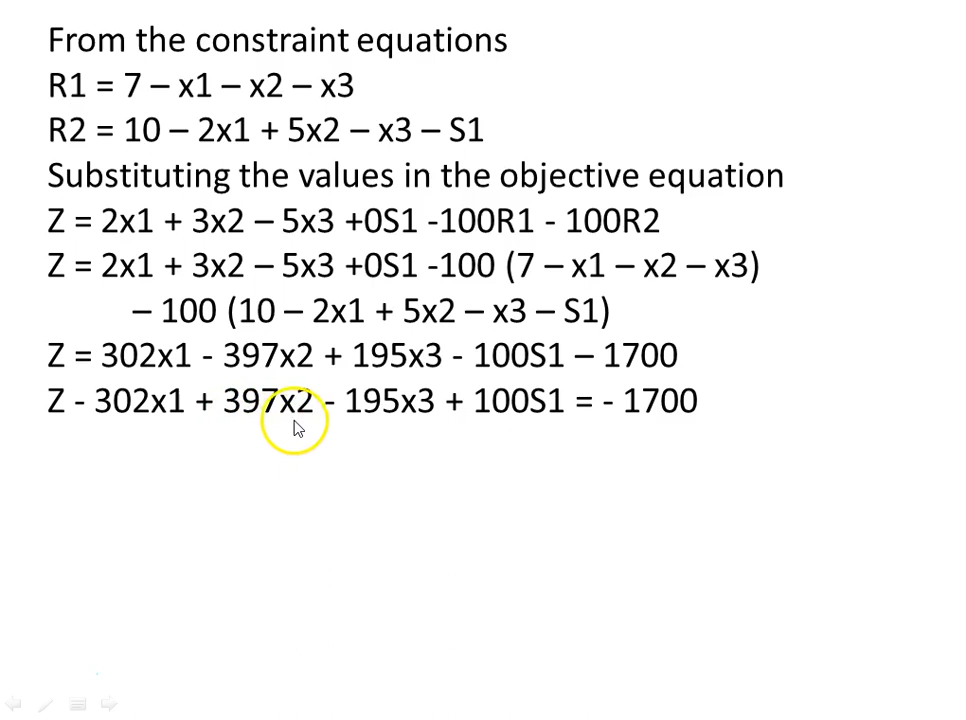 From the constraint equations
R1 = 7 – x1 – x2 – x3
R2 = 10 – 2x1 + 5x2 – x3 – S1
Substituting the values in the objective equation
Z = 2x1 + 3x2 – 5x3 +0S1 -100R1 - 100R2
Z = 2x1 + 3x2 – 5x3 +0S1 -100 (7 – x1 – x2 – x3)
– 100 (10 – 2x1 + 5x2 – x3 – S1)
Z = 302x1 - 397x2 + 195x3 - 100S1 – 1700
Z - 302x1 + 397x2 - 195x3 + 100S1 = - 1700